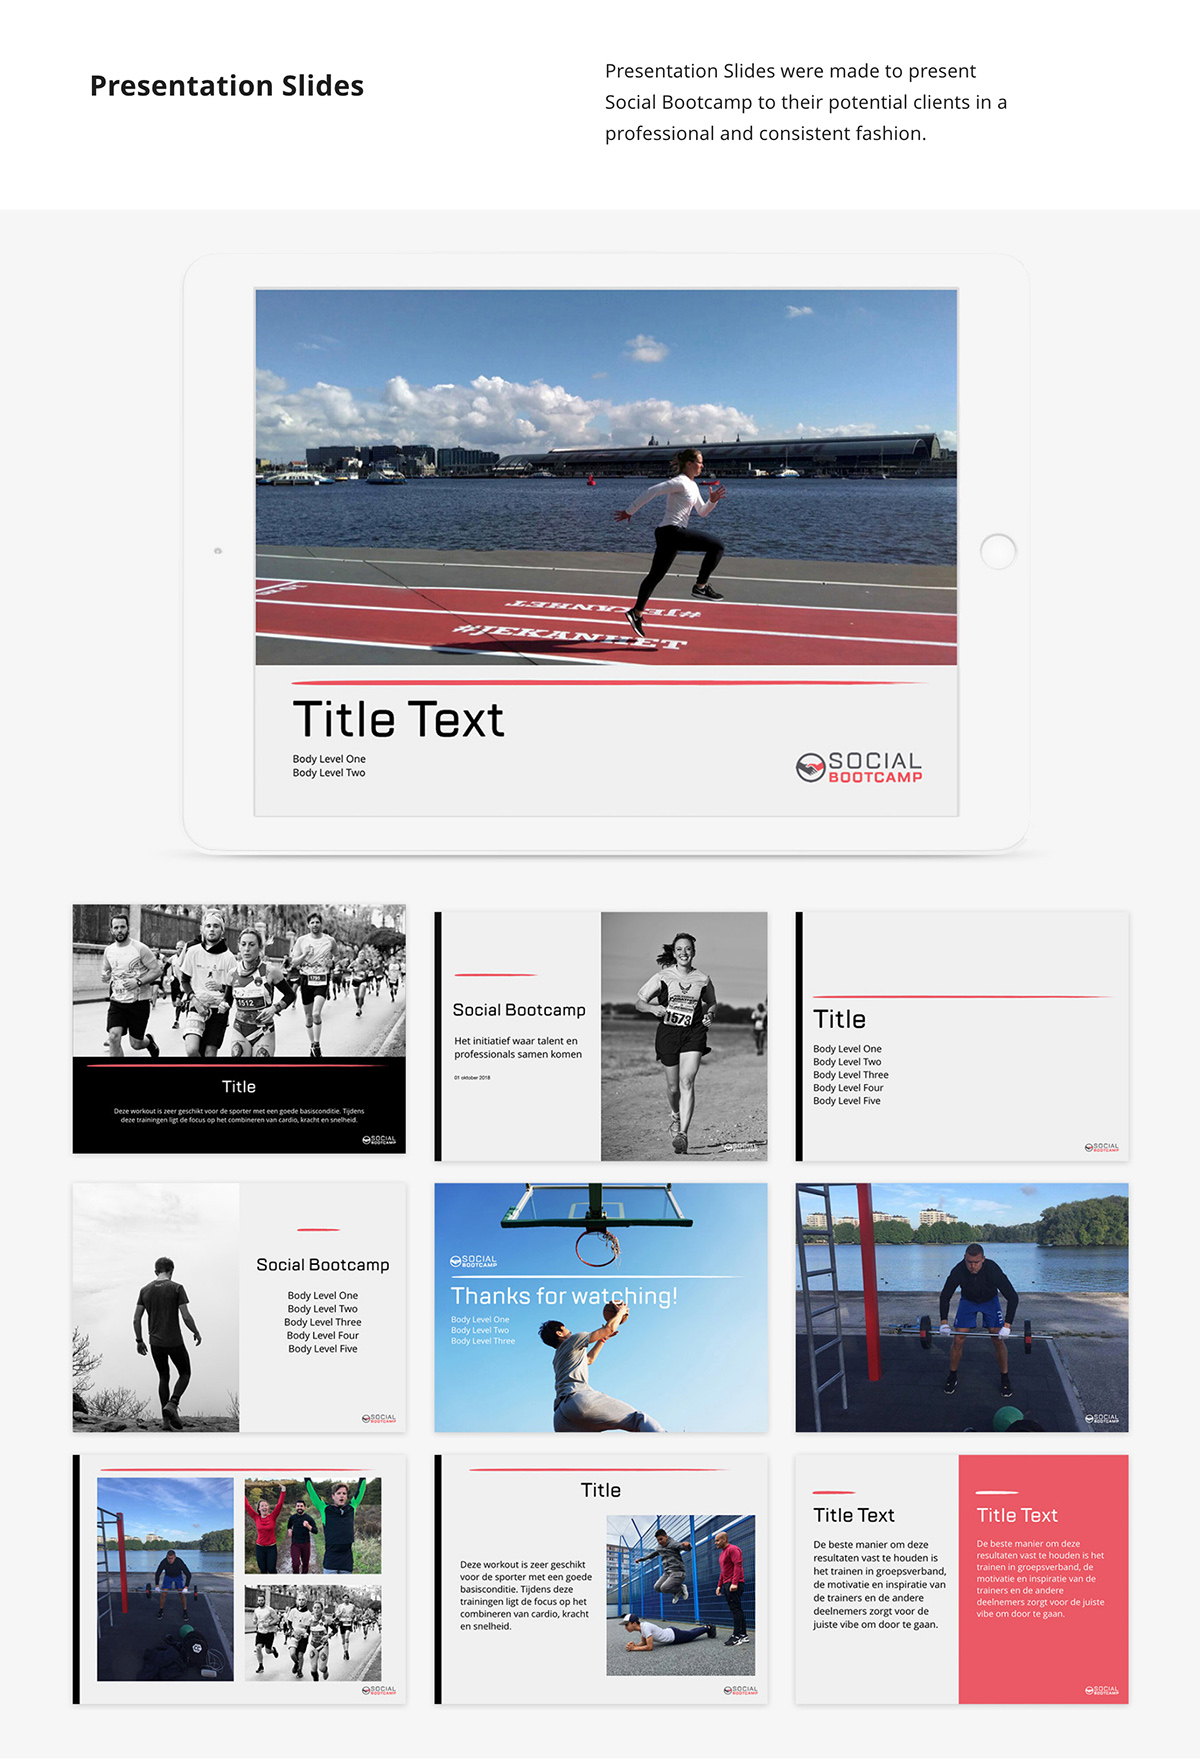 Presentation Slides
Presentation Slides were made to present
Social Bootcamp to their potential clients in a
professional and consistent fashion.
#JEKANHET
#JEKANHET
Title Text
Body Level One
Body Level Two
SOCIAL
BOOTCAMP
1512
1791
Title
Deze workout is zeer geschikt voor de sporter met een goede basisconditie. Tijdens
deze trainingen ligt de focus op het combineren van cardio, kracht en snelheid.
SOCIAL
BOOTCAMP
Social Bootcamp
Het initiatief waar talent en
professionals samen komen
01 oktober 2018
1573
SOCIAL
BOOTCAMP
Title
Body Level One
Body Level Two
Body Level Three
Body Level Four
Body Level Five
SOCIAL
BOOTCAMP
Social Bootcamp
Body Level One
Body Level Two
Body Level Three
Body Level Four
Body Level Five
SOCIAL
BOOTCAMP
SOCIAL
BOOTCAMP
Thanks for watching!
Body Level One
Body Level Two
Body Level Three
SOCIAL
BOOTCAMP
SOCIAL
BOOTCAMP
Title
Deze workout is zeer geschikt
voor de sporter met een goede
basisconditie. Tijdens deze
trainingen ligt de focus op het
combineren van cardio, kracht
en snelheid.
SOCIAL
BOOTCAMP
Title Text
De beste manier om deze
resultaten vast te houden is
het trainen in groepsverband,
de motivatie en inspiratie van
de trainers en de andere
deelnemers zorgt voor de
juiste vibe om door te gaan.
Title Text
De beste manier om deze
resultaten vast te houden is het
trainen in groepsverband, de
motivatie en inspiratie van de
trainers en de andere
deelnemers zorgt voor de juiste
vibe om door te gaan.
SOCIAL
BOOTCAMP